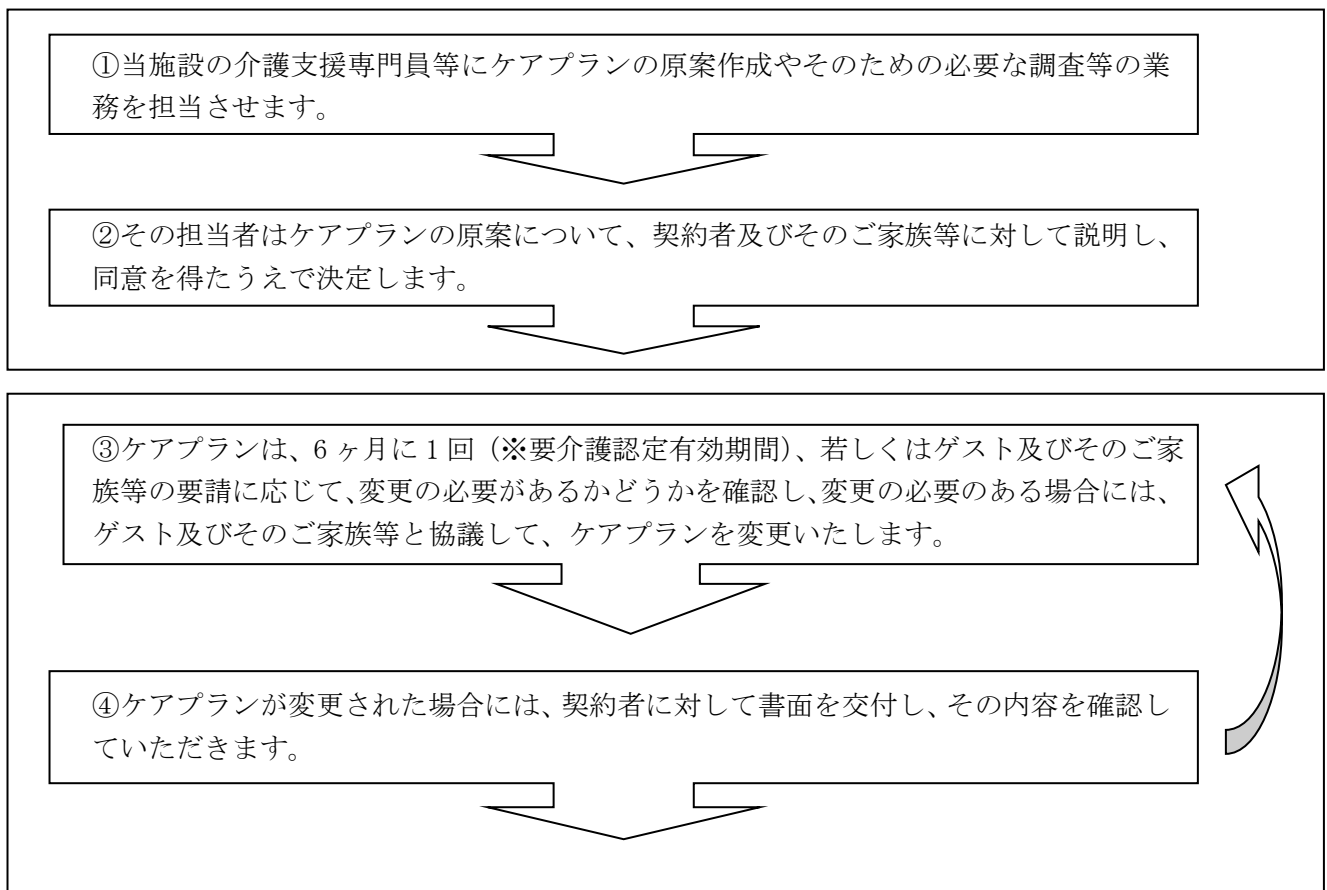 ①当施設の介護支援専門員等にケアプランの原案作成やそのための必要な調査等の業
務を担当させます。
②その担当者はケアプランの原案について、契約者及びそのご家族等に対して説明し、
同意を得たうえで決定します。
③ケアプランは、6 ヶ月に 1 回（※要介護認定有効期間）、若しくはゲスト及びそのご家
族等の要請に応じて、変更の必要があるかどうかを確認し、変更の必要のある場合には、
ゲスト及びそのご家族等と協議して、ケアプランを変更いたします。
④ケアプランが変更された場合には、契約者に対して書面を交付し、その内容を確認し
ていただきます。